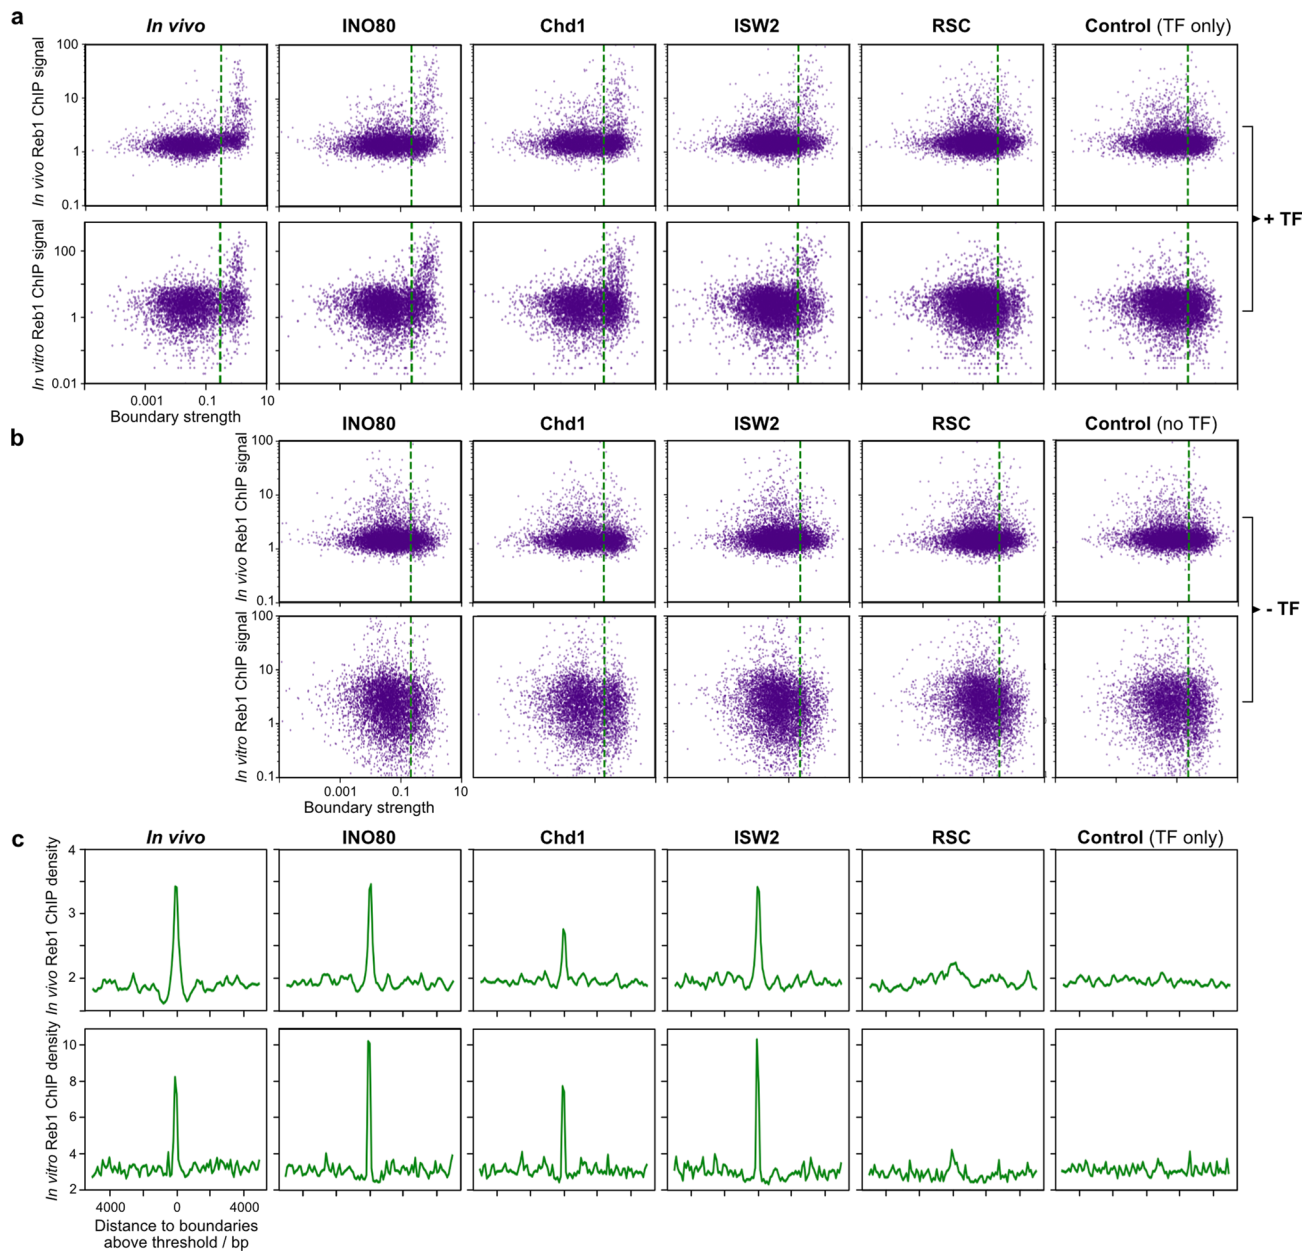 a
In vivo
INO80
Chd1
ISW2
RSC
Control (TF only)
In vivo Reb1 ChIP signal
100
10
1
0.1
In vitro Reb1 ChIP signal
100
1
0.01
0.001
0.1
10
Boundary strength
+ TF
b
INO80
Chd1
ISW2
RSC
Control (no TF)
In vivo Reb1 ChIP signal
100
10
1
0.1
In vitro Reb1 ChIP signal
100
10
1
0.1
0.001
0.1
10
Boundary strength
- TF
c
In vivo
INO80
Chd1
ISW2
RSC
Control (TF only)
In vivo Reb1 ChIP density
4
3
2
In vitro Reb1 ChIP density
10
8
6
4
2
4000
0
4000
Distance to boundaries
above threshold / bp